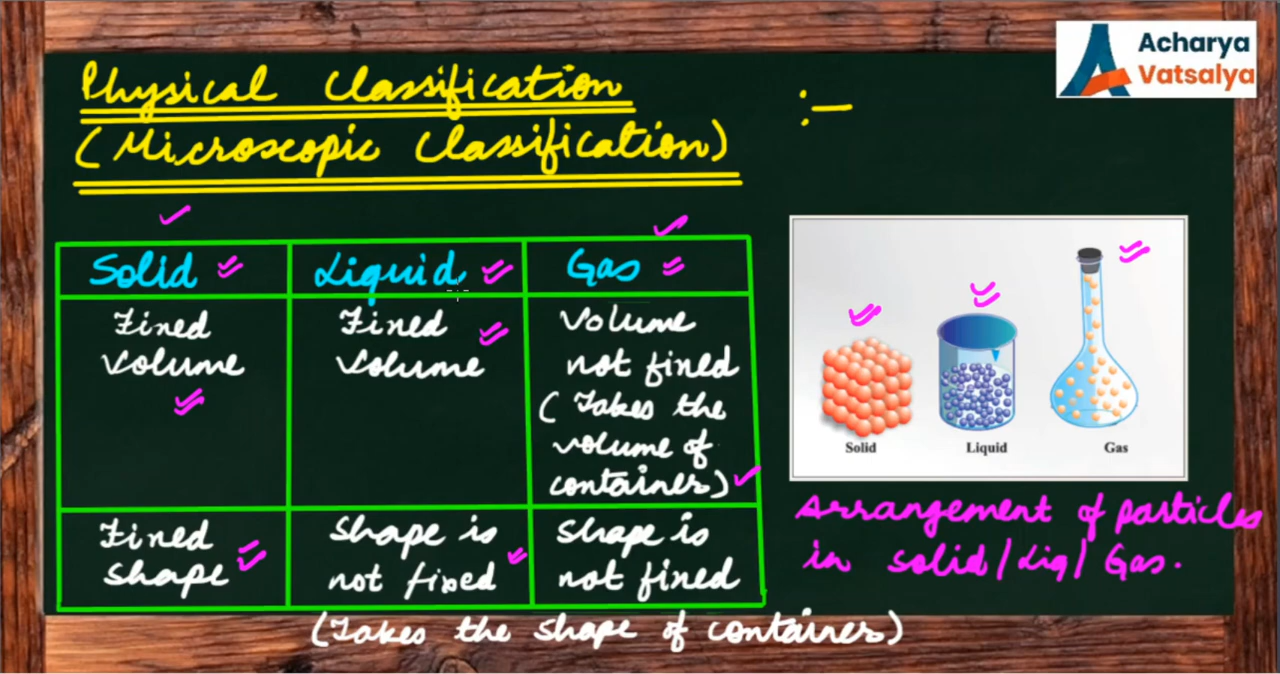 Acharya
Vatsalya
Physical Classification :-
(Microscopic Classification)
Solid
Liquid
Gas
Fixed
Volume
Fixed
Volume
Volume
not fixed
(Takes the
volume of
container)
Fixed
Shape
Shape is
not fixed
Shape is
not fixed
(Takes the shape of container)
Solid
Liquid
Gas
Arrangement of particles
in solid/Liq/Gas.